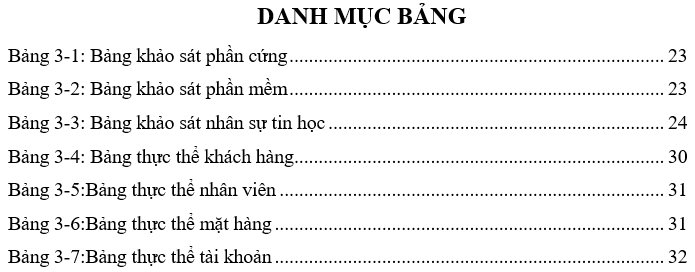 DANH MỤC BẢNG
Bảng 3-1: Bảng khảo sát phần cứng................................................................................ 23
Bảng 3-2: Bảng khảo sát phần mềm................................................................................ 23
Bảng 3-3: Bảng khảo sát nhân sự tin học ........................................................................ 24
Bảng 3-4: Bảng thực thể khách hàng............................................................................... 30
Bảng 3-5:Bảng thực thể nhân viên .................................................................................. 31
Bảng 3-6:Bảng thực thể mặt hàng ................................................................................... 31
Bảng 3-7:Bảng thực thể tài khoản ................................................................................... 32